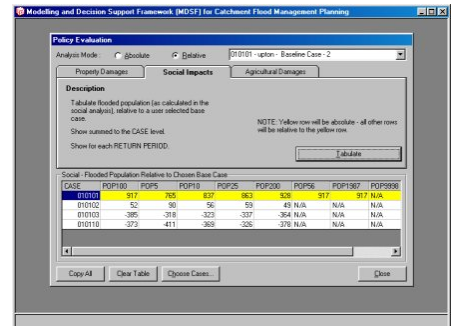 Modelling and Decision Support Framework (MDSF) for Catchment Flood Management Planning
Policy Evaluation
Analysis Mode : Absolute Relative 010101 - upton - Baseline Case - 2
Property Damages Social Impacts Agricultural Damages
Description
Tabulate flooded population (as calculated in the
social analysis), relative to a user selected base
case.
Show summed to the CASE level.
Show for each RETURN PERIOD.
NOTE: Yellow row will be absolute - all other rows
will be relative to the yellow row.
Tabulate
Social - Flooded Population Relative to Chosen Base Case
CASE POP100 POP5 POP10 POP25 POP200 POP56 POP1987 POP9998
010101 917 765 837 863 928 917 917 N/A
010102 52 90 56 59 49 N/A N/A N/A
010103 -385 -318 -323 -337 -364 N/A N/A N/A
010110 -373 -411 -369 -326 -378 N/A N/A N/A
Copy All Clear Table Choose Cases... Close